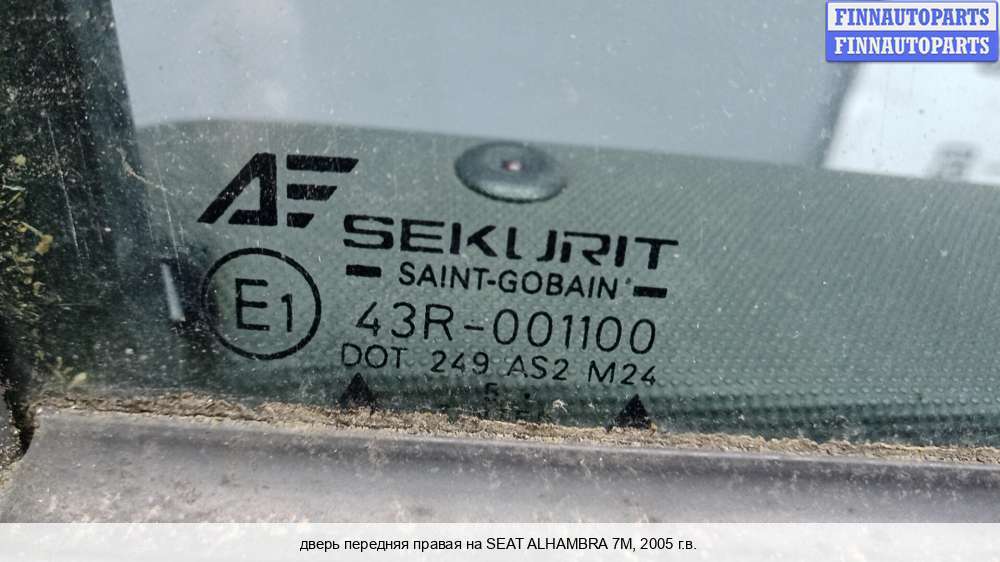 FINNAUTOPARTS
FINNAUTOPARTS
AF
SEKURIT
SAINT-GOBAIN
E1
43R-001100
DOT 249 AS2 M24
5
дверь передняя правая на SEAT ALHAMBRA 7M, 2005 г.в.